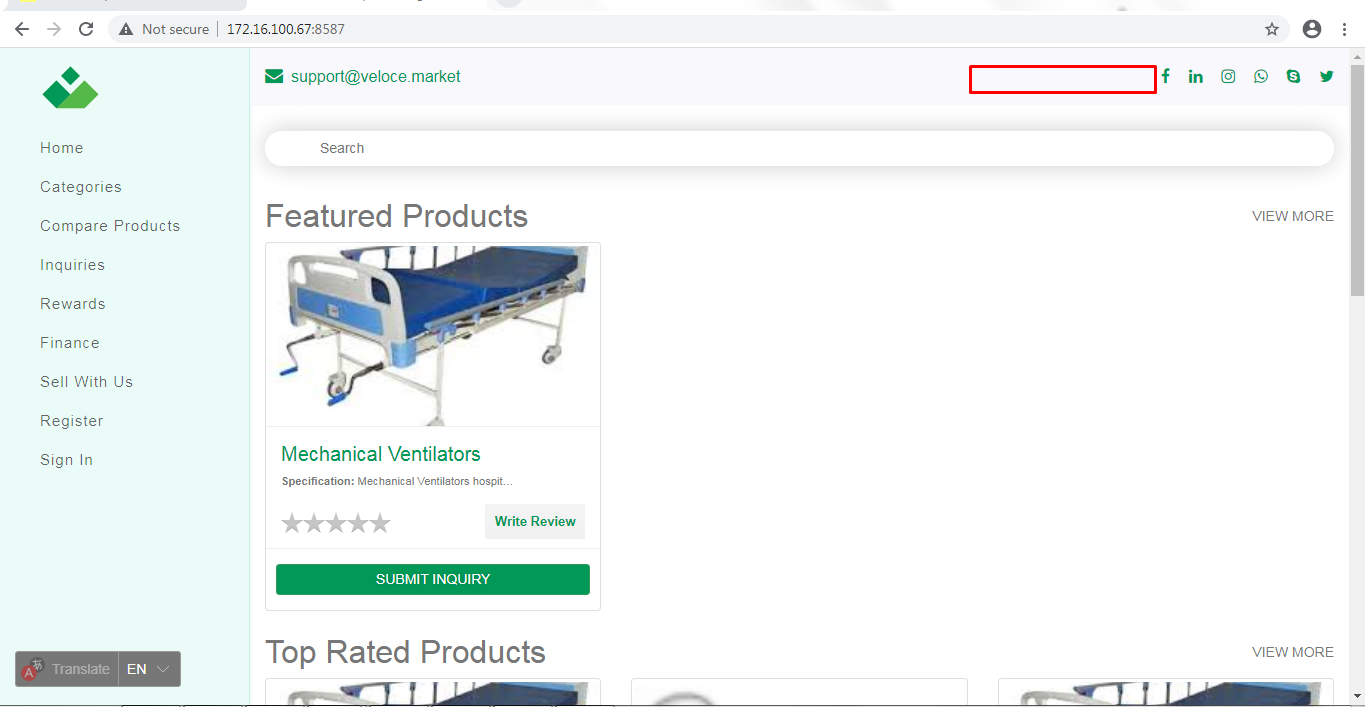 Not secure
172.16.100.67:8587
support@veloce.market
Home
Categories
Compare Products
Inquiries
Rewards
Finance
Sell With Us
Register
Sign In
Search
Featured Products
VIEW MORE
Mechanical Ventilators
Specification: Mechanical Ventilators hospit...
Write Review
SUBMIT INQUIRY
Top Rated Products
VIEW MORE
Translate
EN